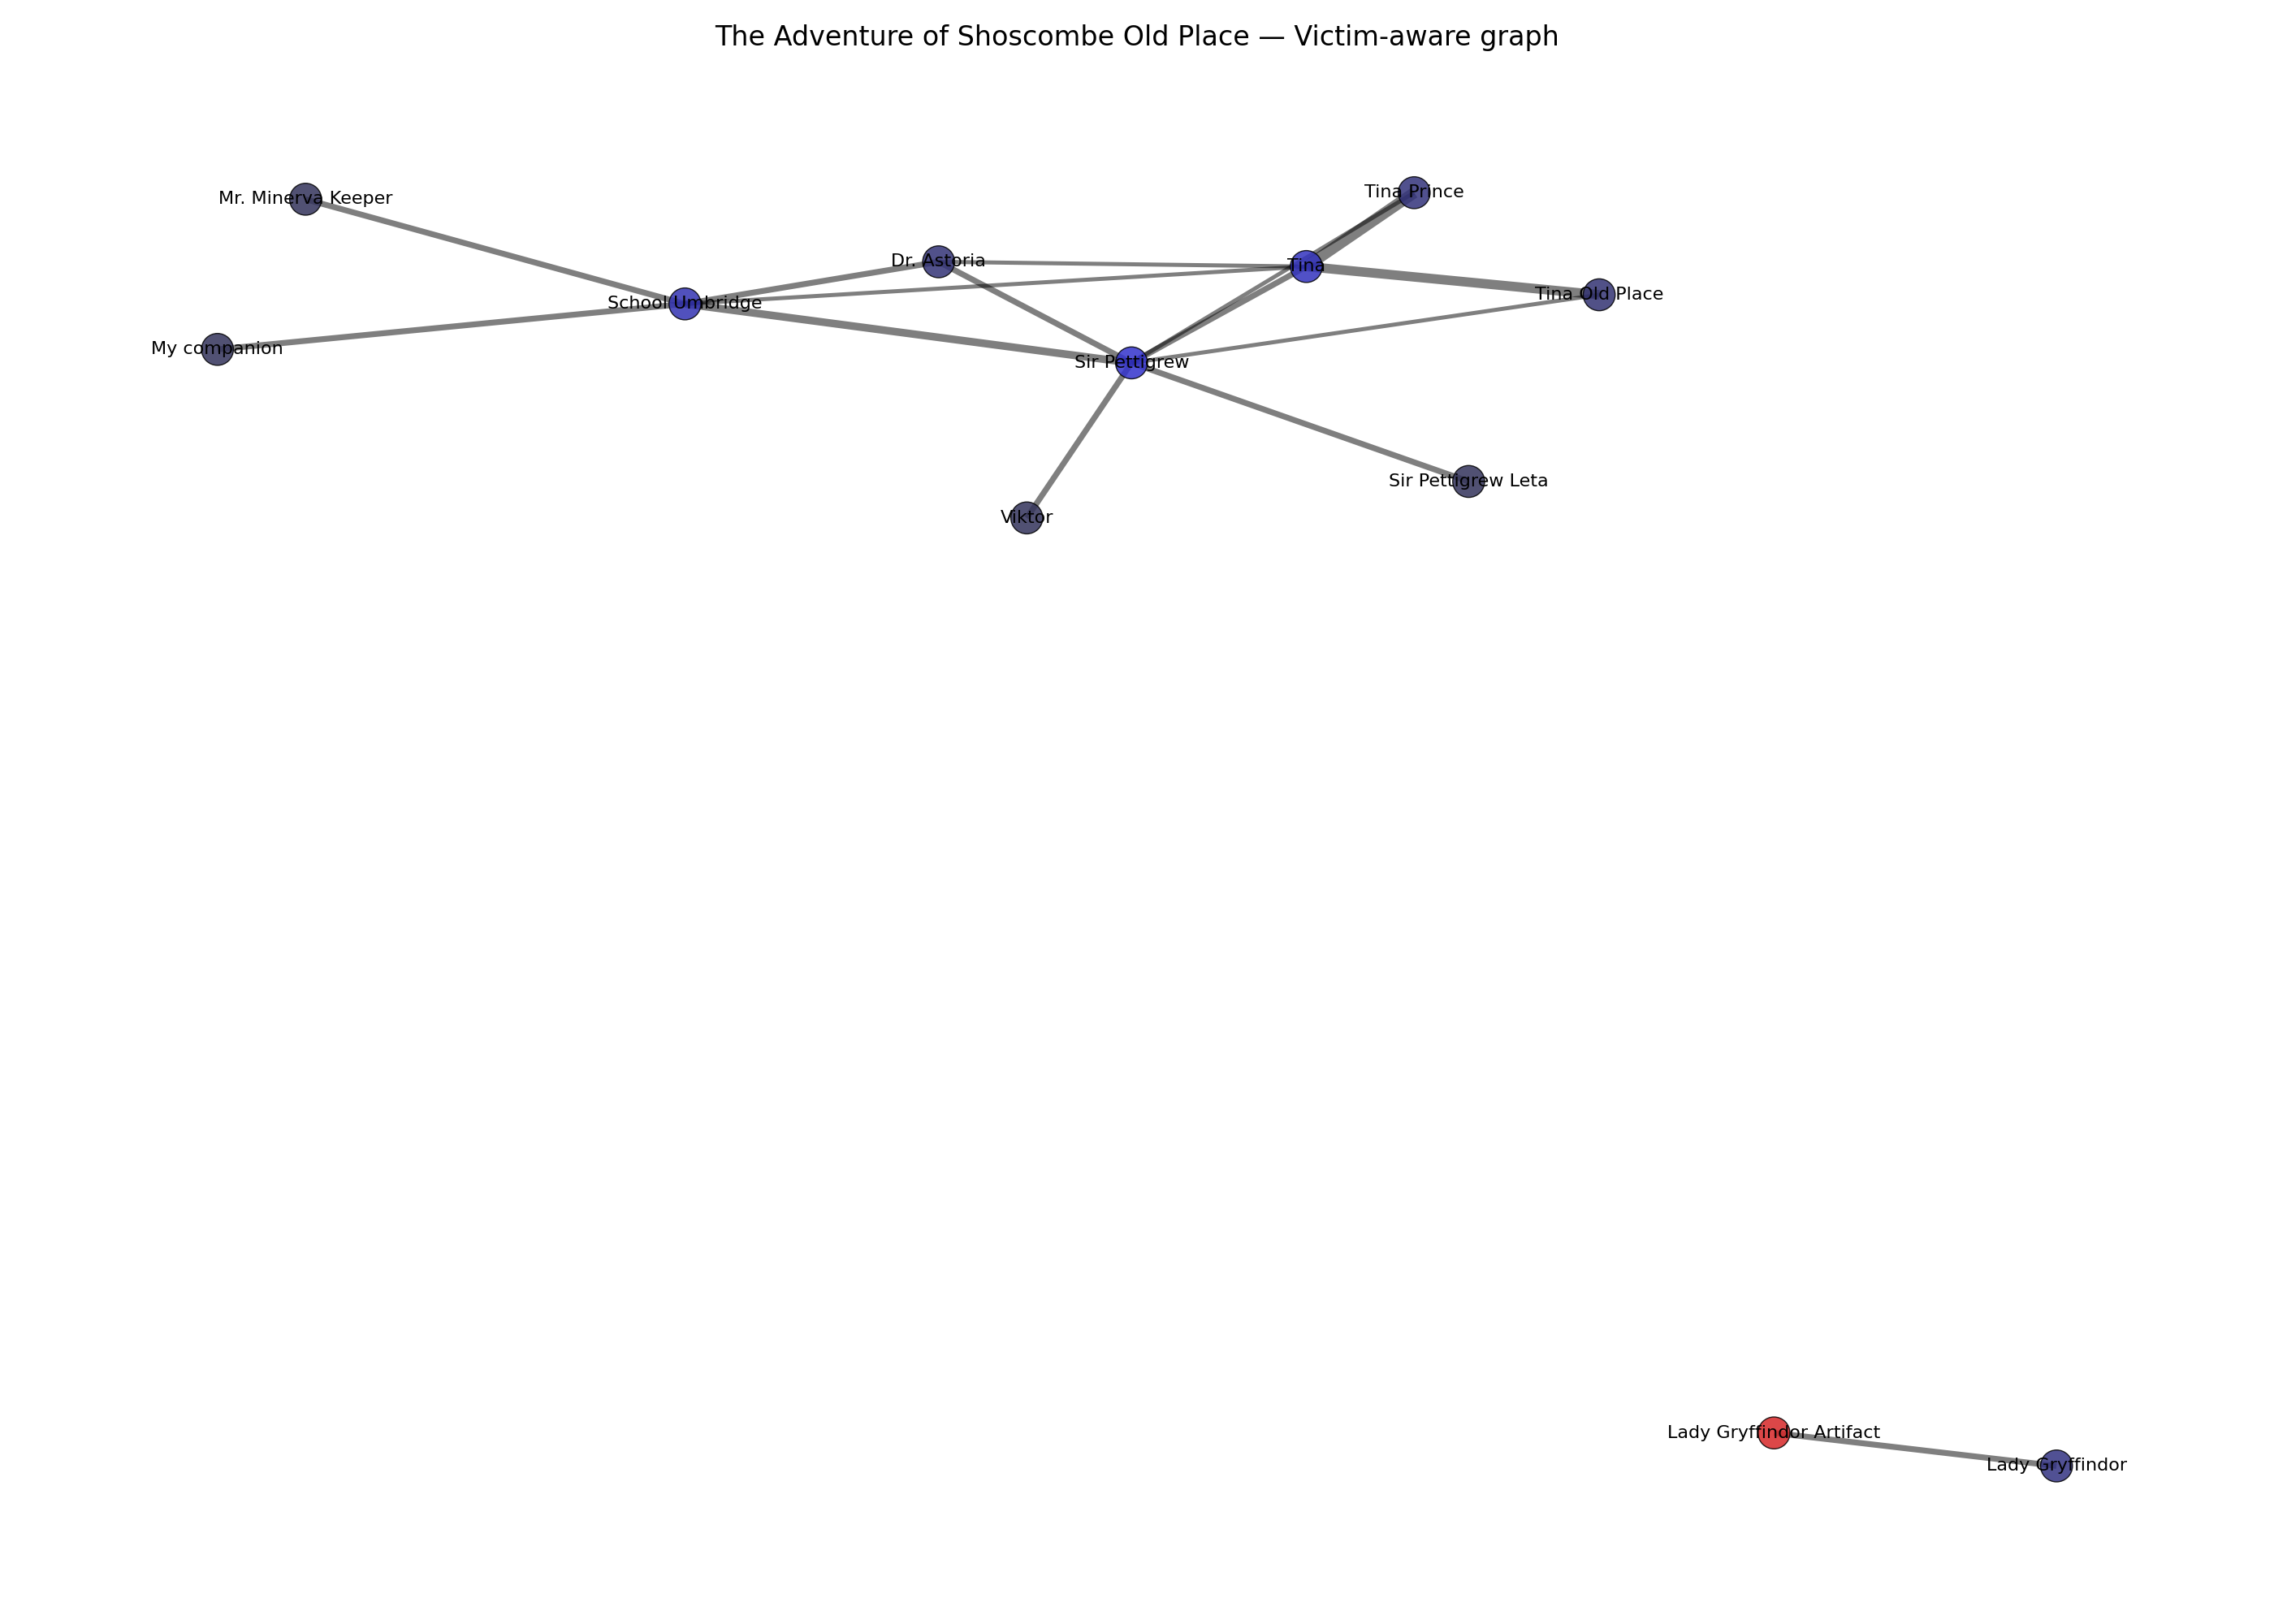 The Adventure of Shoscombe Old Place — Victim-aware graph
Tina Prince
Mr. Minerva Keeper
Dr. Astoria
Tina
Tina Old Place
School Umbridge
My companion
Sir Pettigrew
Sir Pettigrew Leta
Viktor
Lady Gryffindor Artifact
Lady Gryffindor